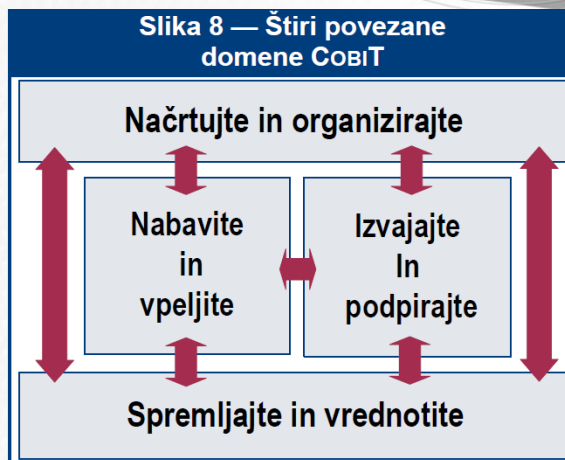 Slika 8 — Štiri povezane
domene COBIT
Načrtujte in organizirajte
Nabavite
in
vpeljite
Izvajajte
In
podpirajte
Spremljajte in vrednotite